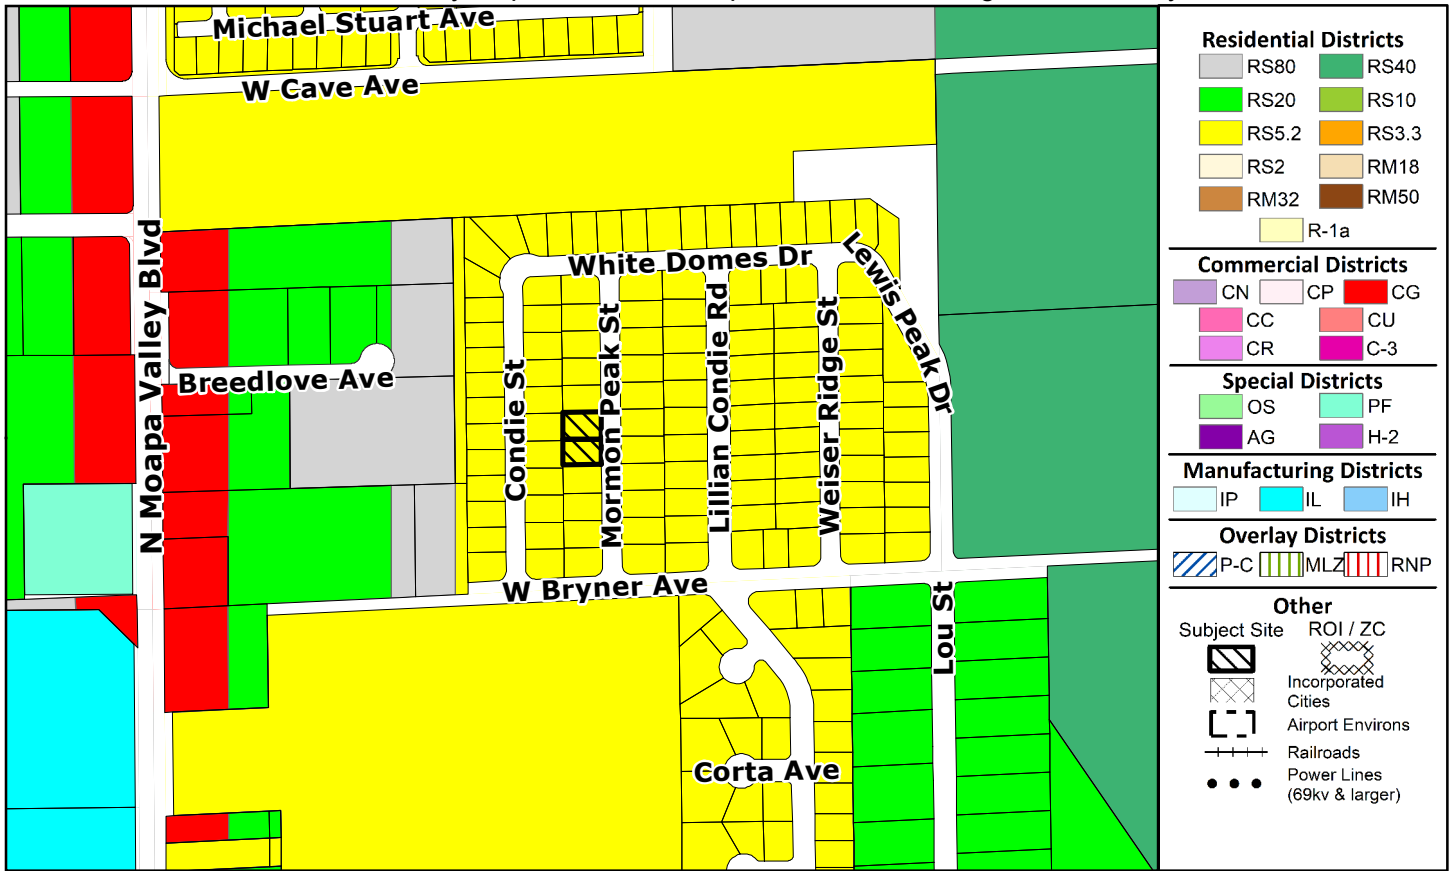 Michael Stuart Ave
W Cave Ave
N Moapa Valley Blvd
White Domes Dr
Lewis Peak Dr
Breedlove Ave
Condie St
Mormon Peak St
Lillian Condie Rd
Weiser Ridge St
W Bryner Ave
Lou St
Corta Ave
Residential Districts
RS80 RS40
RS20 RS10
RS5.2 RS3.3
RS2 RM18
RM32 RM50
R-1a
Commercial Districts
CN CP CG
CC CU
CR C-3
Special Districts
OS PF
AG H-2
Manufacturing Districts
IP IL IH
Overlay Districts
P-C MLZ RNP
Other
Subject Site ROI / ZC
Incorporated
Cities
Airport Environs
Railroads
Power Lines
(69kv & larger)